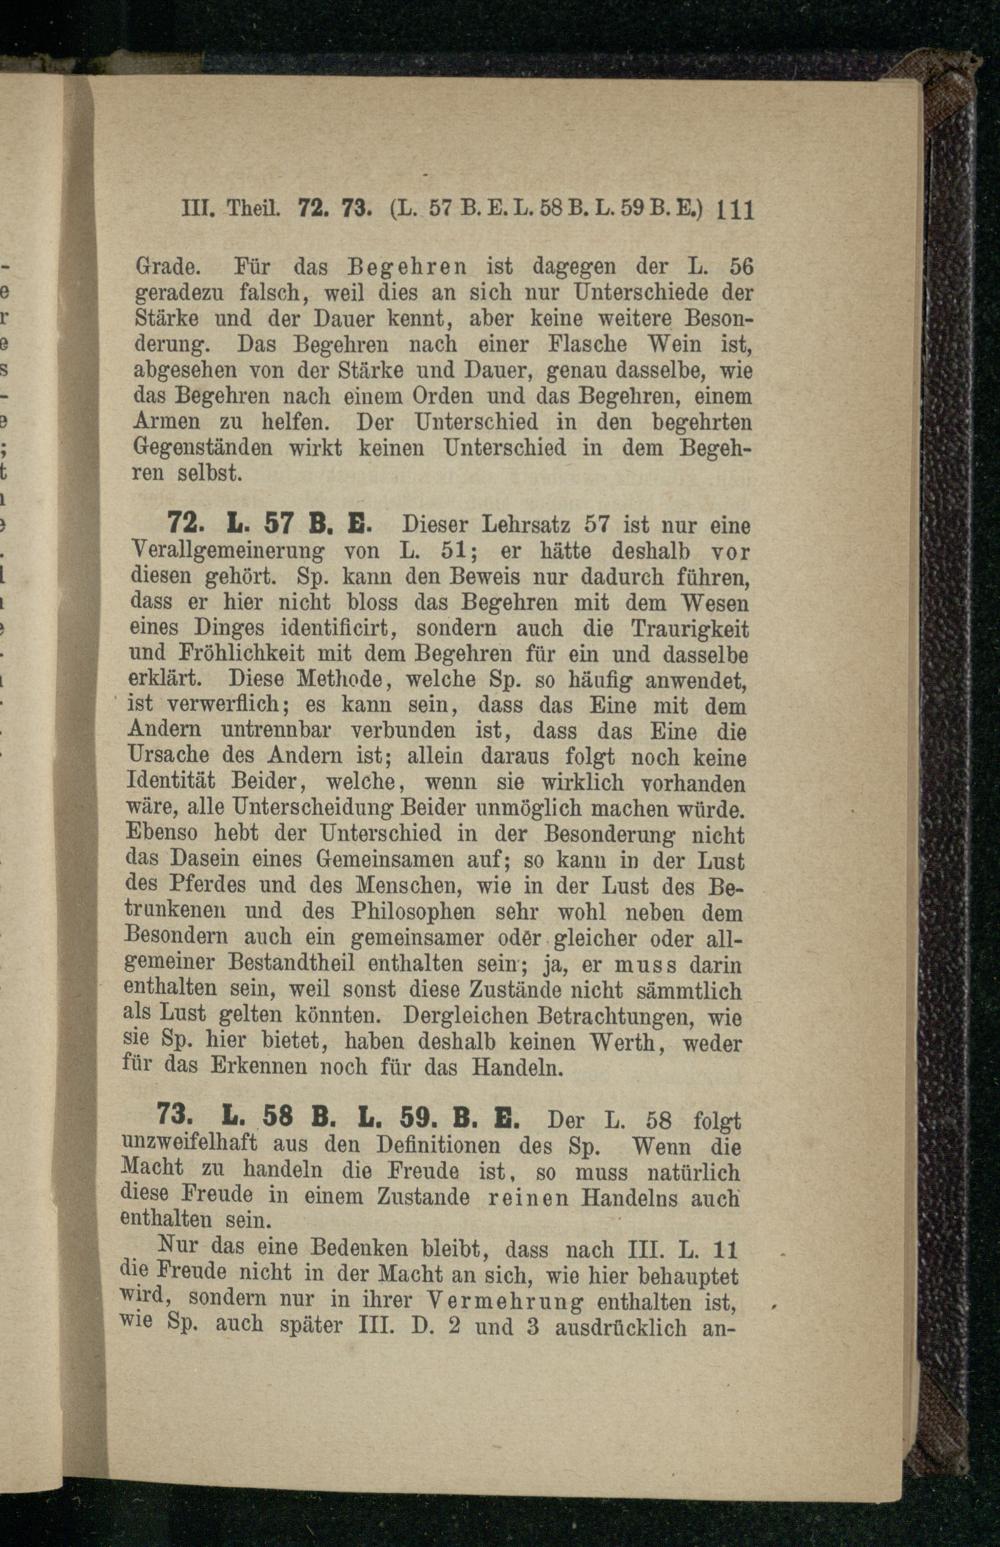 III. Theil. 72. 73. (L. 57 B. E. L. 58 B. L. 59 B. E.) 111
Grade. Für das Begehren ist dagegen der L. 56
geradezu falsch, weil dies an sich nur Unterschiede der
Stärke und der Dauer kennt, aber keine weitere Beson-
derung. Das Begehren nach einer Flasche Wein ist,
abgesehen von der Stärke und Dauer, genau dasselbe, wie
das Begehren nach einem Orden und das Begehren, einem
Armen zu helfen. Der Unterschied in den begehrten
Gegenständen wirkt keinen Unterschied in dem Begeh-
ren selbst.
72. L. 57 B. E. Dieser Lehrsatz 57 ist nur eine
Verallgemeinerung von L. 51; er hätte deshalb vor
diesen gehört. Sp. kann den Beweis nur dadurch führen,
dass er hier nicht bloss das Begehren mit dem Wesen
eines Dinges identificirt, sondern auch die Traurigkeit
und Fröhlichkeit mit dem Begehren für ein und dasselbe
erklärt. Diese Methode, welche Sp. so häufig anwendet,
ist verwerflich; es kann sein, dass das Eine mit dem
Andern untrennbar verbunden ist, dass das Eine die
Ursache des Andern ist; allein daraus folgt noch keine
Identität Beider, welche, wenn sie wirklich vorhanden
wäre, alle Unterscheidung Beider unmöglich machen würde.
Ebenso hebt der Unterschied in der Besonderung nicht
das Dasein eines Gemeinsamen auf; so kann in der Lust
des Pferdes und des Menschen, wie in der Lust des Be-
trunkenen und des Philosophen sehr wohl neben dem
Besondern auch ein gemeinsamer oder gleicher oder all-
gemeiner Bestandtheil enthalten sein; ja, er muss darin
enthalten sein, weil sonst diese Zustände nicht sämmtlich
als Lust gelten könnten. Dergleichen Betrachtungen, wie
sie Sp. hier bietet, haben deshalb keinen Werth, weder
für das Erkennen noch für das Handeln.
73. L. 58 B. L. 59. B. E. Der L. 58 folgt
unzweifelhaft aus den Definitionen des Sp. Wenn die
Macht zu handeln die Freude ist, so muss natürlich
diese Freude in einem Zustande reinen Handelns auch
enthalten sein.
Nur das eine Bedenken bleibt, dass nach III. L. 11
die Freude nicht in der Macht an sich, wie hier behauptet
wird, sondern nur in ihrer Vermehrung enthalten ist,
wie Sp. auch später III. D. 2 und 3 ausdrücklich an-